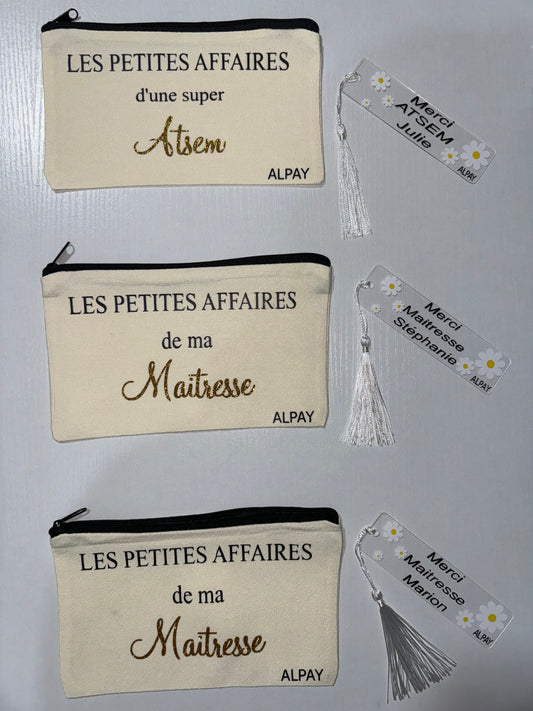 LES PETITES AFFAIRES
d'une super
Atsem
ALPAY
Merci
ATSEM
Julie
ALPAY
LES PETITES AFFAIRES
de ma
Maitresse
ALPAY
Merci
Maitresse
Stéphanie
ALPAY
LES PETITES AFFAIRES
de ma
Maitresse
ALPAY
Merci
Maitresse
Marion
ALPAY